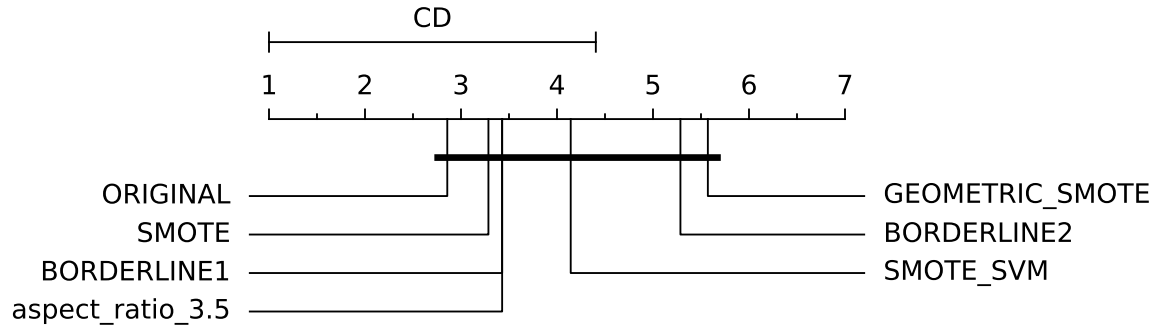 CD
1 2 3 4 5 6 7
ORIGINAL GEOMETRIC_SMOTE
SMOTE BORDERLINE2
BORDERLINE1 SMOTE_SVM
aspect_ratio_3.5